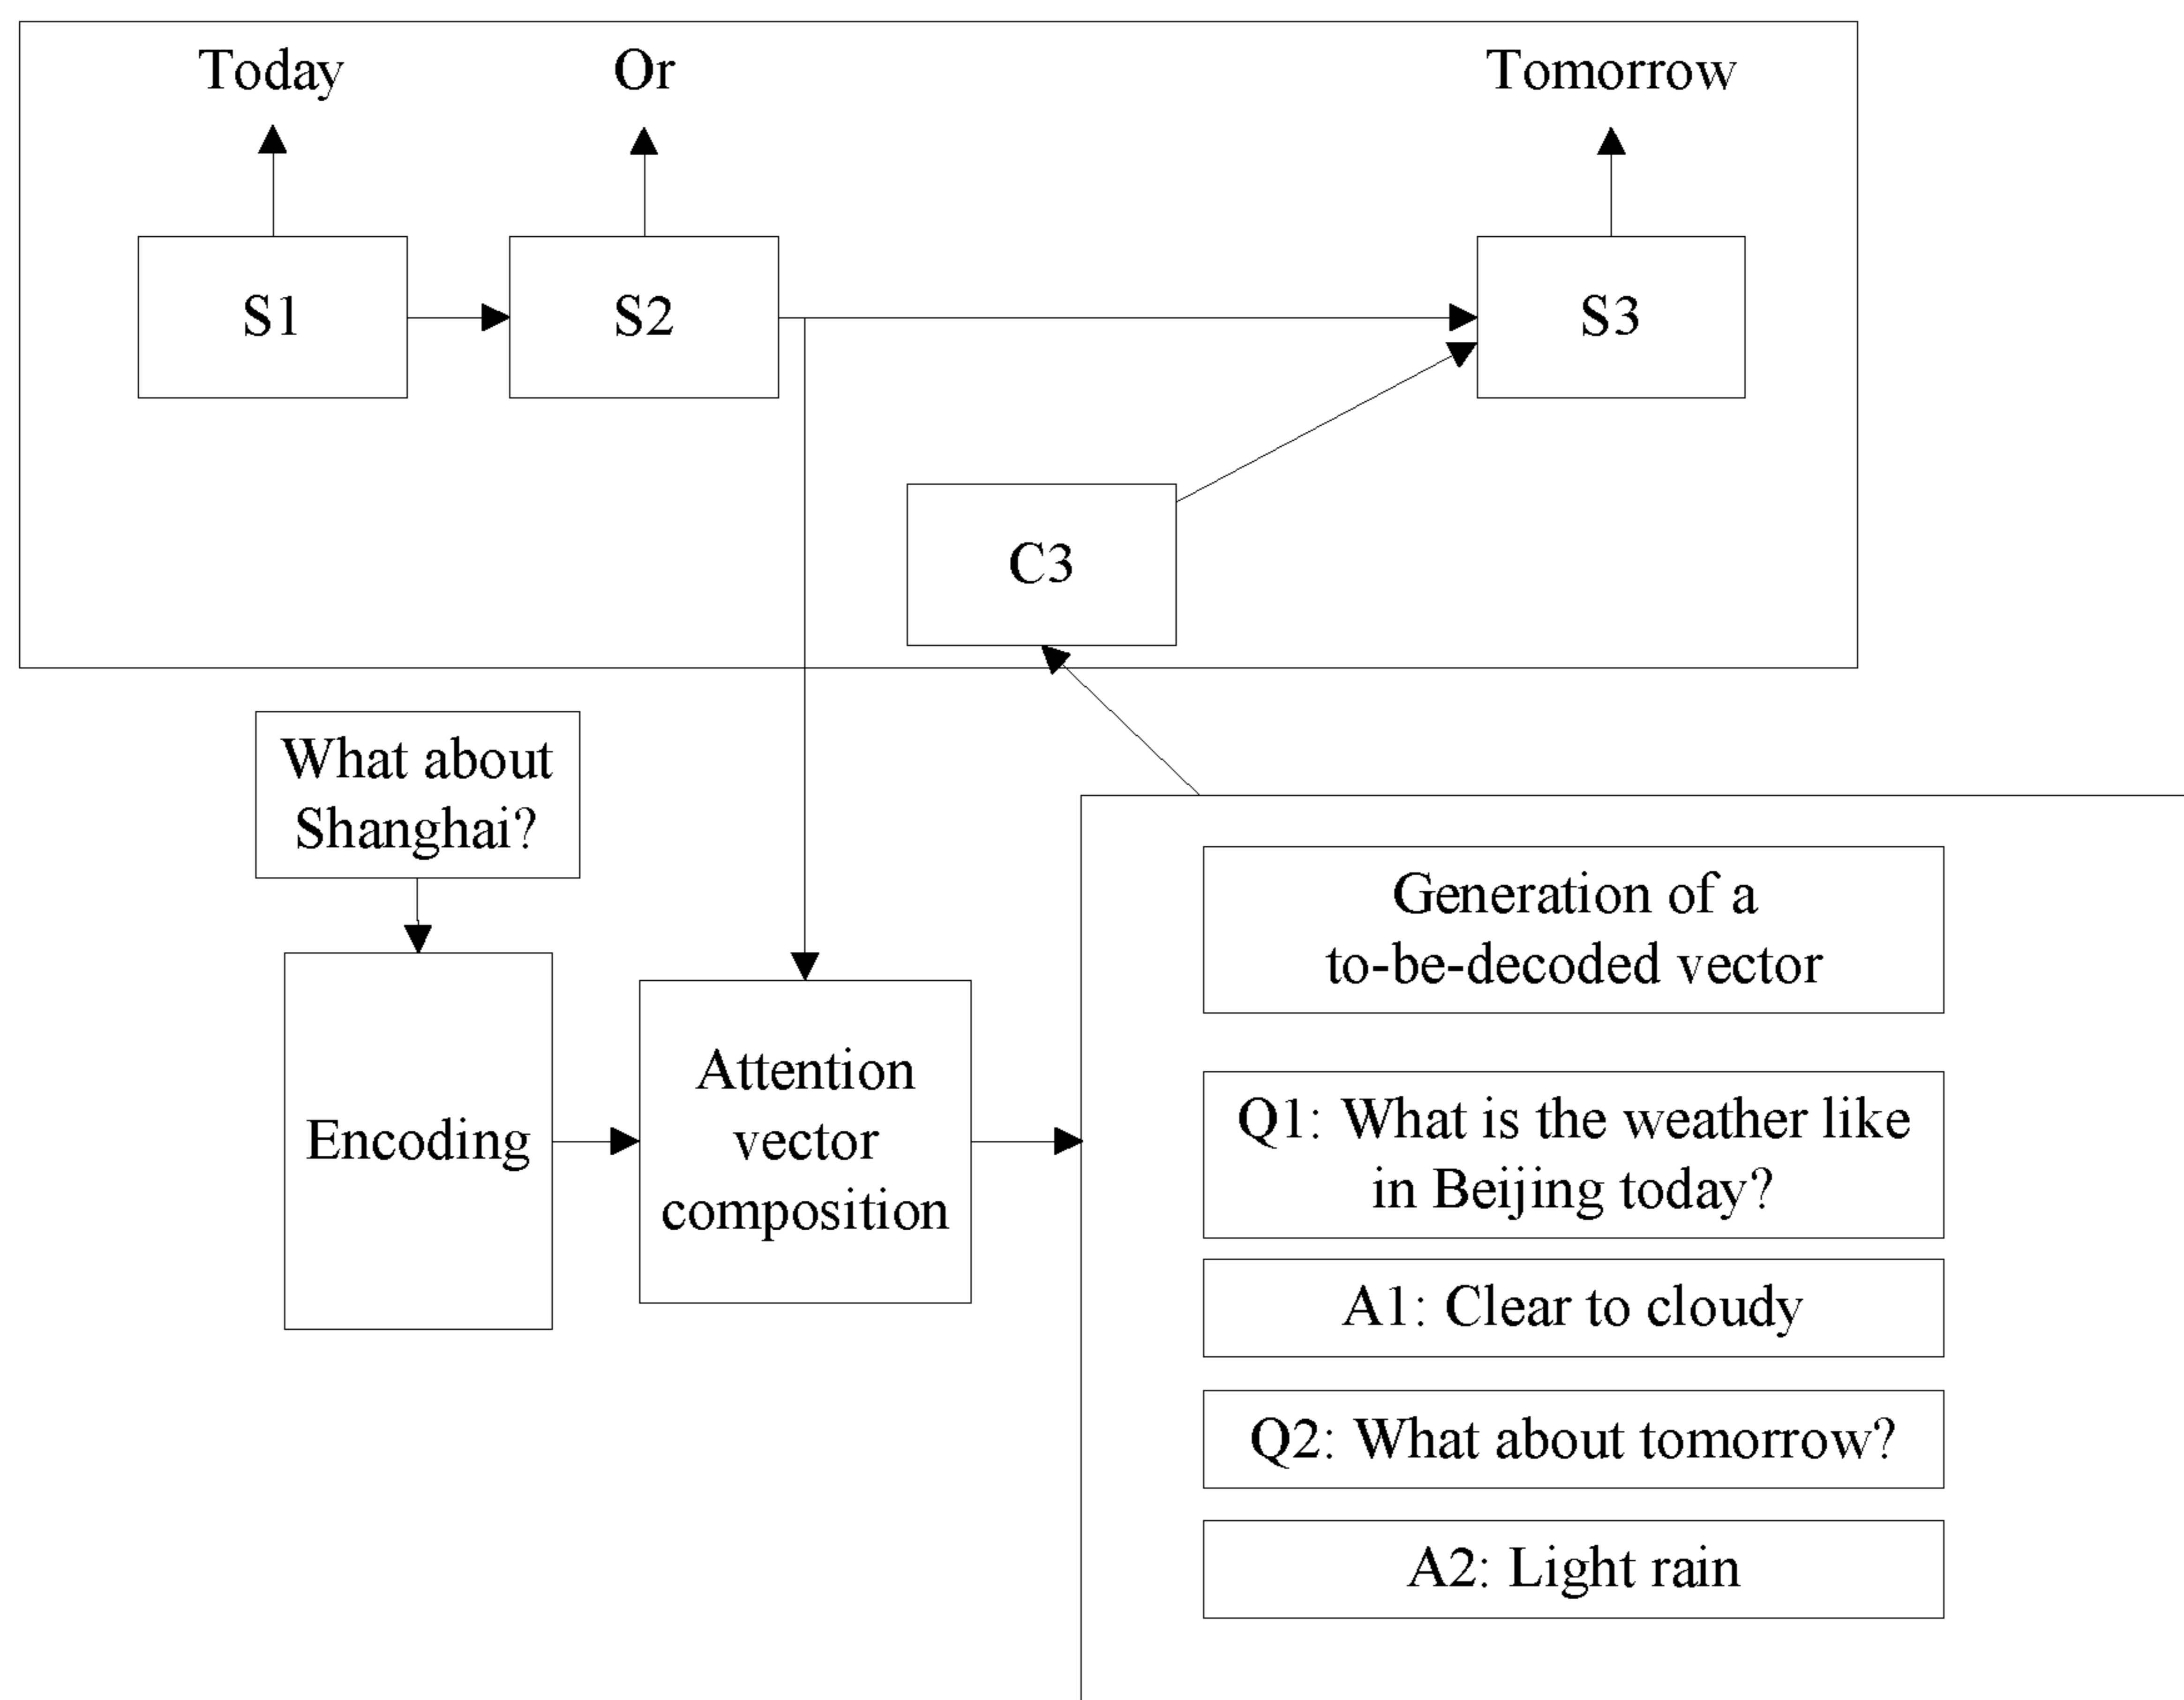 Today Or Tomorrow
S1 S2 S3
C3
What about
Shanghai?
Encoding
Attention
vector
composition
Generation of a
to-be-decoded vector
Q1: What is the weather like
in Beijing today?
A1: Clear to cloudy
Q2: What about tomorrow?
A2: Light rain